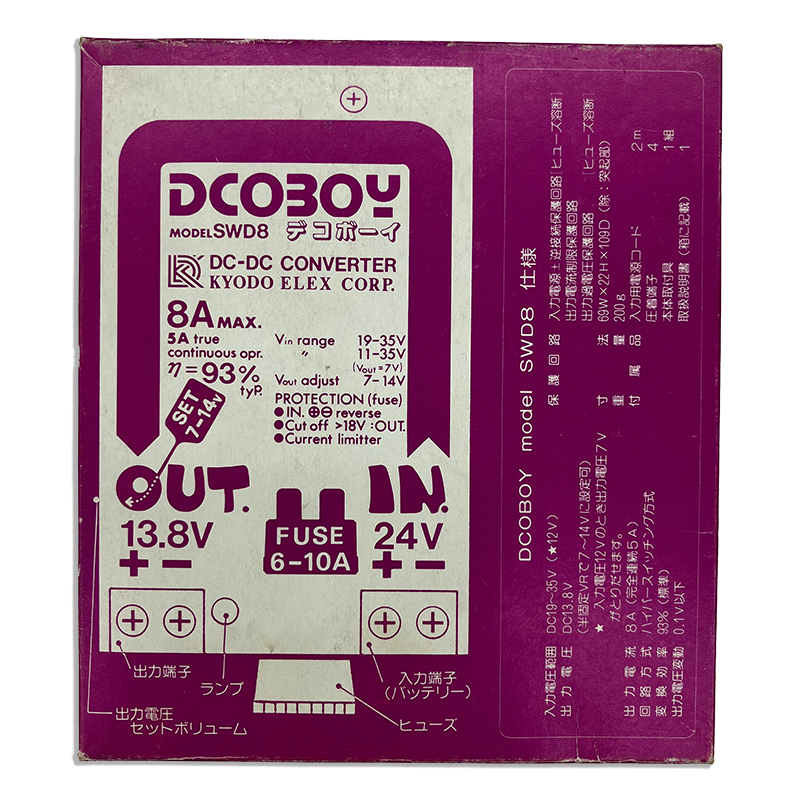 DCOBOY
MODEL SWD8 デコボーイ
DC-DC CONVERTER
KYODO ELEX CORP.
8A MAX.
5A true
continuous opr.
η=93% typ.
Vin range 19-35V
〃 11-35V
(Vout=7V)
Vout adjust 7-14V
PROTECTION (fuse)
●IN. ⊕⊖ reverse
●Cut off >18V :OUT.
●Current limitter
SET
7-14V
OUT.
13.8V
+ −
FUSE
6-10A
IN.
24V
+ −
出力端子
ランプ
入力端子
(バッテリー)
出力電圧
セットボリューム
ヒューズ
DCOBOY model SWD8 仕様
入力電圧範囲 DC19〜35V (★12V)
出力電圧 DC13.8V
(半固定VRで7〜14Vに設定可)
★ 入力電圧12Vのとき出力電圧7V
がとりだせます。
出力電流 8A (完全連続5A)
回路方式 ハイパースイッチング方式
変換効率 93% (標準)
出力電圧変動 0.1V以下
保護回路 入力電源±逆接続保護回路 [ヒューズ溶断]
出力電流制限保護回路
出力過電圧保護回路 [ヒューズ溶断]
寸法 69W×22H×109D (除:突起部)
重量 200g
付属品 入力用電源コード 2m
圧着端子 4
本体取付具 1組
取扱説明書 (箱に記載) 1